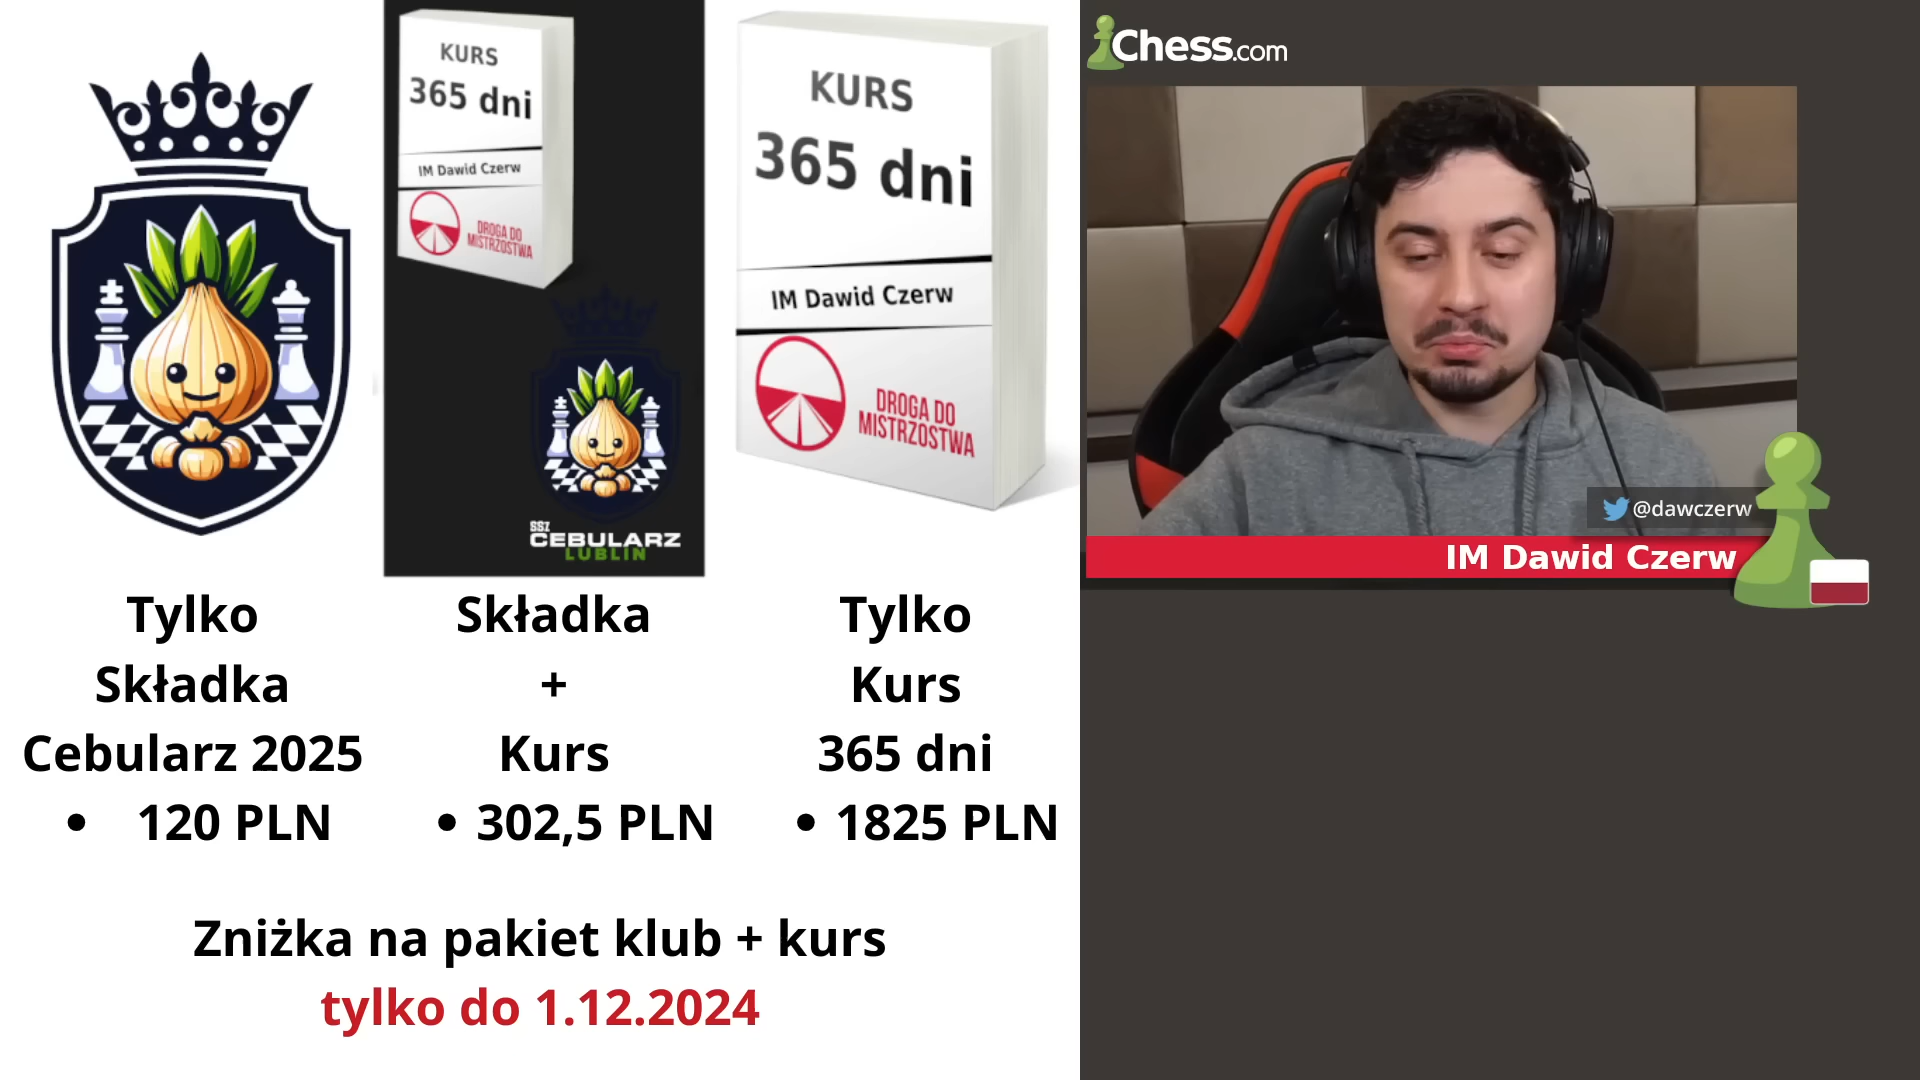 KURS
365 dni
IM Dawid Czerw
DROGA DO
MISTRZOSTWA
SSZ
CEBULARZ
LUBLIN
KURS
365 dni
IM Dawid Czerw
DROGA DO
MISTRZOSTWA
Tylko
Składka
Cebularz 2025
• 120 PLN
Składka
+
Kurs
• 302,5 PLN
Tylko
Kurs
365 dni
• 1825 PLN
Zniżka na pakiet klub + kurs
tylko do 1.12.2024
Chess.com
@dawczerw
IM Dawid Czerw